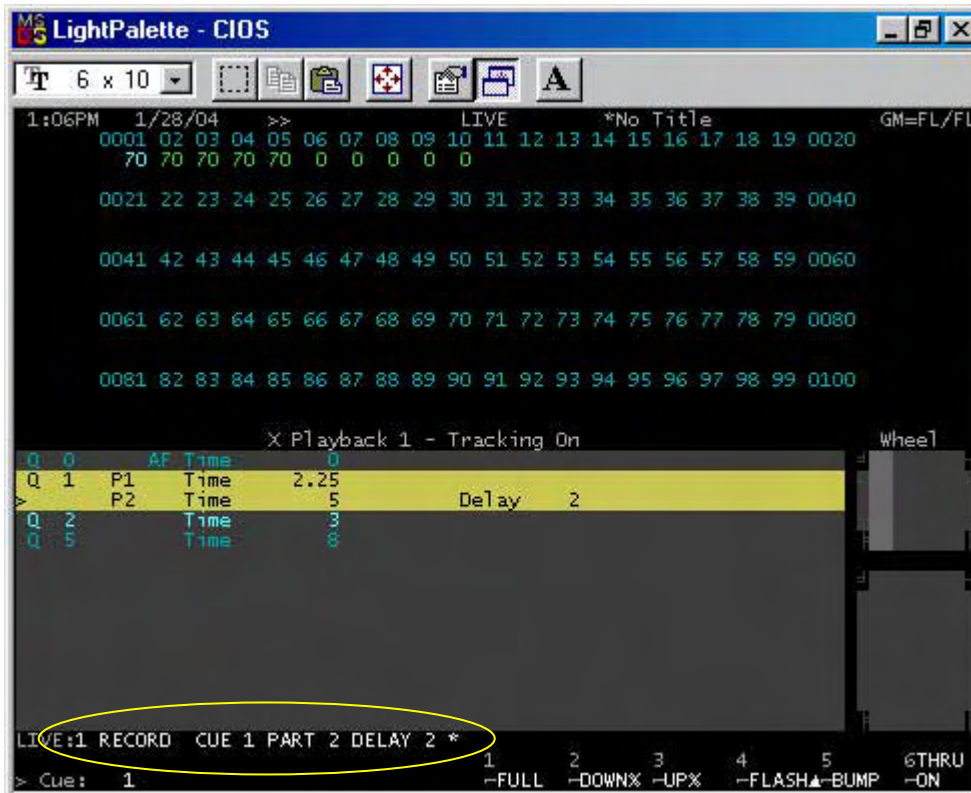 LightPalette - CIOS
6 x 10 A
1:06PM 1/28/04 >> LIVE *No Title GM=FL/FL
0001 02 03 04 05 06 07 08 09 10 11 12 13 14 15 16 17 18 19 0020
70 70 70 70 70 0 0 0 0 0
0021 22 23 24 25 26 27 28 29 30 31 32 33 34 35 36 37 38 39 0040
0041 42 43 44 45 46 47 48 49 50 51 52 53 54 55 56 57 58 59 0060
0061 62 63 64 65 66 67 68 69 70 71 72 73 74 75 76 77 78 79 0080
0081 82 83 84 85 86 87 88 89 90 91 92 93 94 95 96 97 98 99 0100
X Playback 1 - Tracking On Wheel
Q 0 AF Time 0
Q 1 P1 Time 2.25
> P2 Time 5 Delay 2
Q 2 Time 3
Q 5 Time 8
LIVE:1 RECORD CUE 1 PART 2 DELAY 2 *
1 2 3 4 5 6THRU
> Cue: 1 ⌐FULL ⌐DOWN% ⌐UP% ⌐FLASH▲⌐BUMP ⌐ON